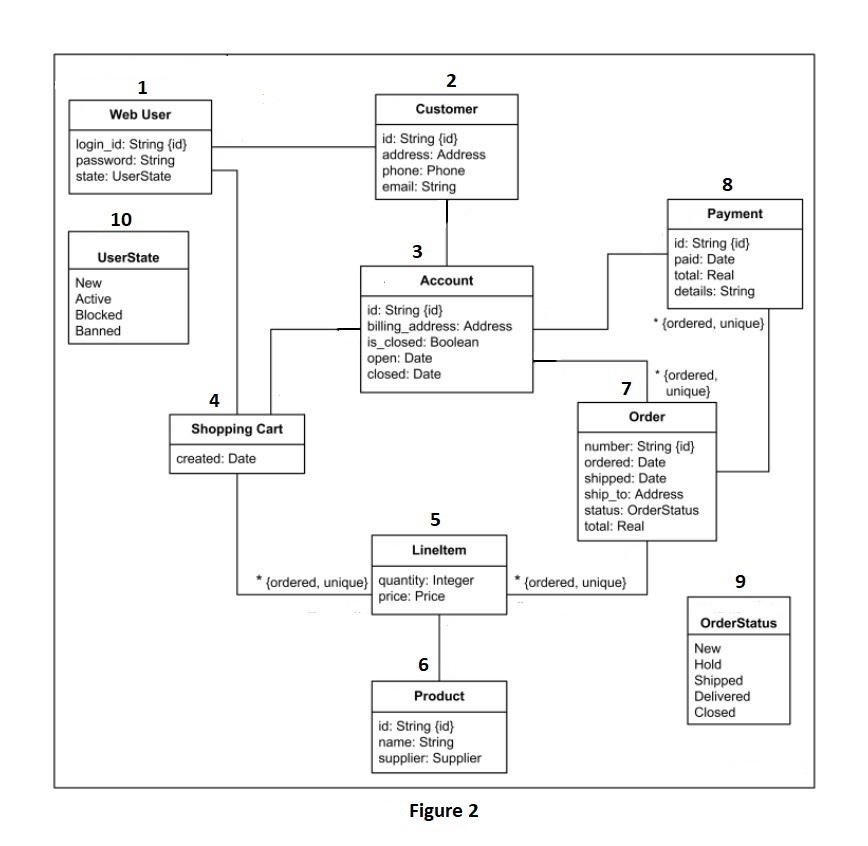 1
Web User
login_id: String {id}
password: String
state: UserState
2
Customer
id: String {id}
address: Address
phone: Phone
email: String
8
Payment
id: String {id}
paid: Date
total: Real
details: String
* {ordered, unique}
10
UserState
New
Active
Blocked
Banned
3
Account
id: String {id}
billing_address: Address
is_closed: Boolean
open: Date
closed: Date
* {ordered,
unique}
7
Order
number: String {id}
ordered: Date
shipped: Date
ship_to: Address
status: OrderStatus
total: Real
4
Shopping Cart
created: Date
5
LineItem
quantity: Integer
price: Price
* {ordered, unique}
* {ordered, unique}
9
OrderStatus
New
Hold
Shipped
Delivered
Closed
6
Product
id: String {id}
name: String
supplier: Supplier
Figure 2